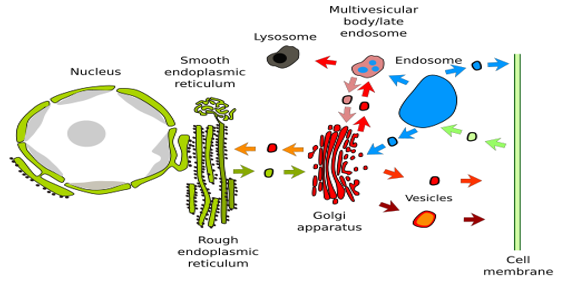 Multivesicular
body/late
endosome
Lysosome
Smooth
endoplasmic
reticulum
Endosome
Nucleus
Vesicles
Golgi
apparatus
Rough
endoplasmic
reticulum
Cell
membrane